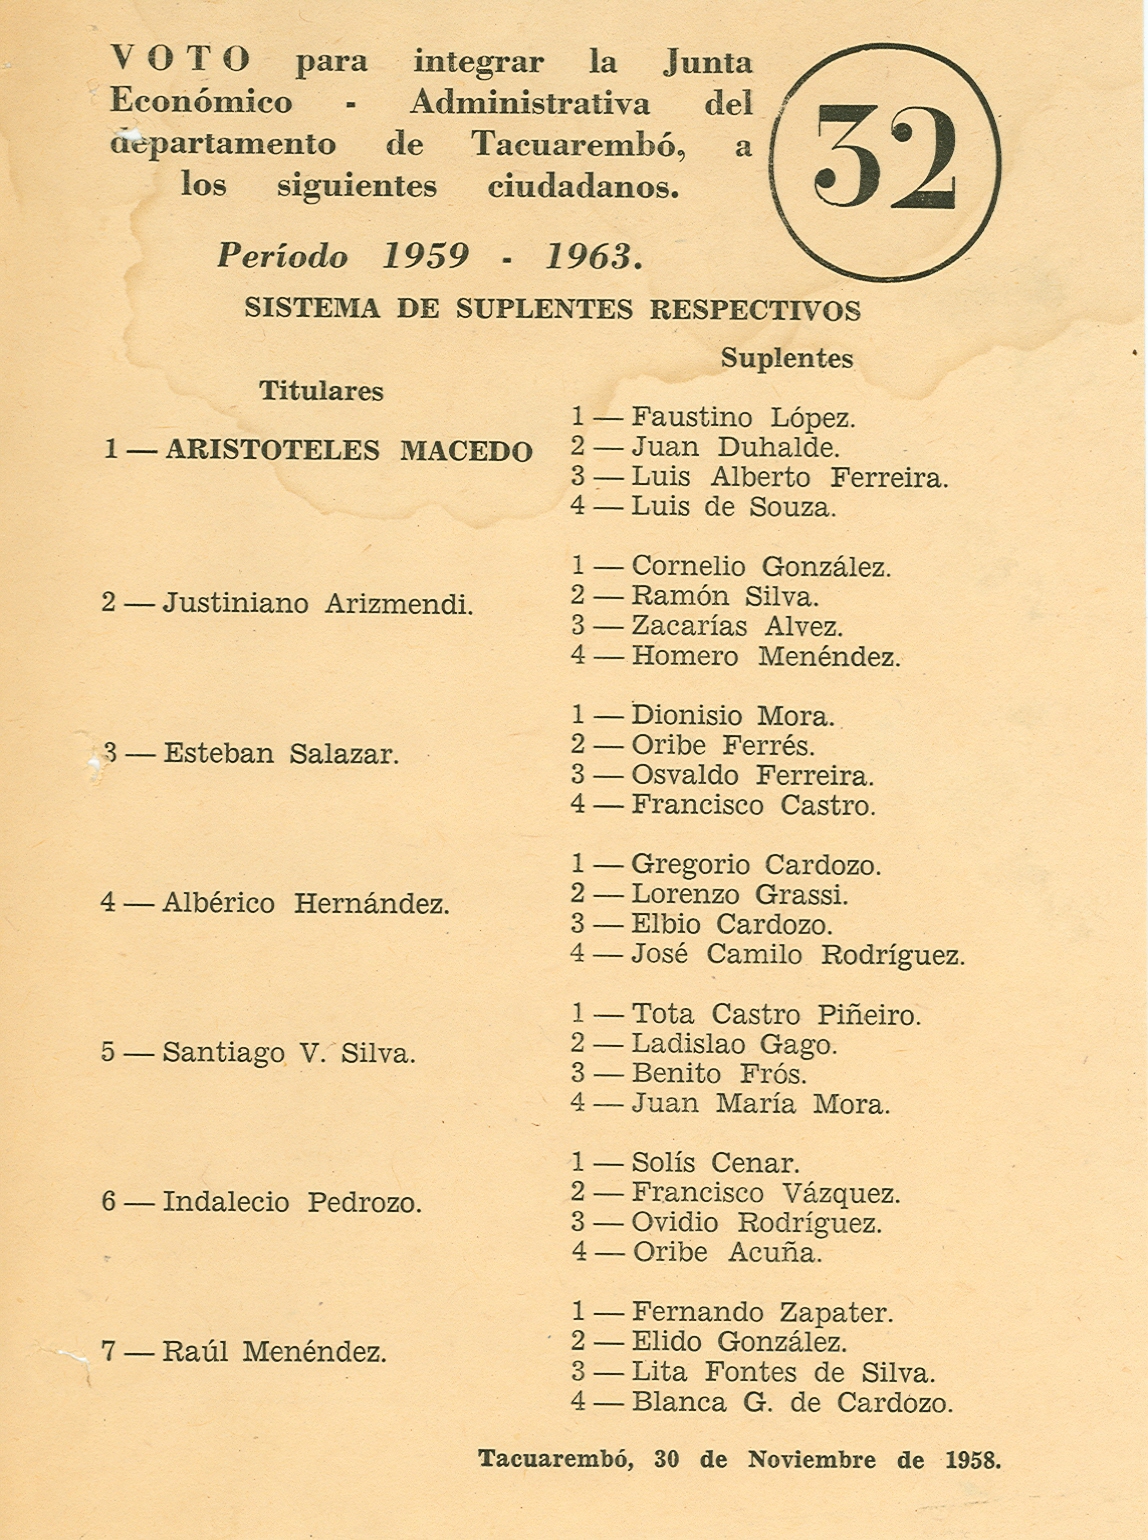 VOTO para integrar la Junta
Económico - Administrativa del
departamento de Tacuarembó, a
los siguientes ciudadanos.
32
Período 1959 - 1963.
SISTEMA DE SUPLENTES RESPECTIVOS
Suplentes
Titulares
1 — ARISTOTELES MACEDO
1 — Faustino López.
2 — Juan Duhalde.
3 — Luis Alberto Ferreira.
4 — Luis de Souza.
2 — Justiniano Arizmendi.
1 — Cornelio González.
2 — Ramón Silva.
3 — Zacarías Alvez.
4 — Homero Menéndez.
3 — Esteban Salazar.
1 — Dionisio Mora.
2 — Oribe Ferrés.
3 — Osvaldo Ferreira.
4 — Francisco Castro.
4 — Albérico Hernández.
1 — Gregorio Cardozo.
2 — Lorenzo Grassi.
3 — Elbio Cardozo.
4 — José Camilo Rodríguez.
5 — Santiago V. Silva.
1 — Tota Castro Piñeiro.
2 — Ladislao Gago.
3 — Benito Frós.
4 — Juan María Mora.
6 — Indalecio Pedrozo.
1 — Solís Cenar.
2 — Francisco Vázquez.
3 — Ovidio Rodríguez.
4 — Oribe Acuña.
7 — Raúl Menéndez.
1 — Fernando Zapater.
2 — Elido González.
3 — Lita Fontes de Silva.
4 — Blanca G. de Cardozo.
Tacuarembó, 30 de Noviembre de 1958.